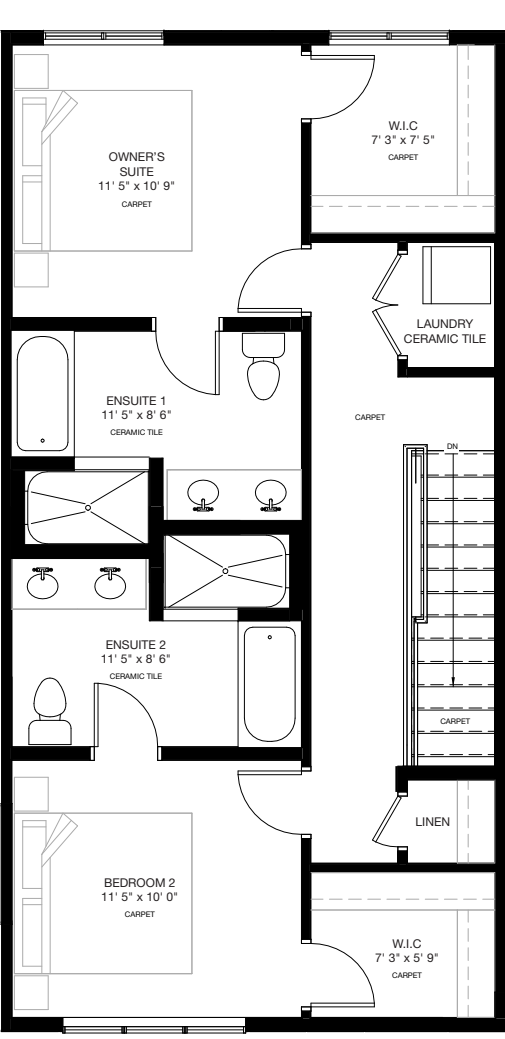 W.I.C
7' 3" x 7' 5"
CARPET
OWNER'S
SUITE
11' 5" x 10' 9"
CARPET
LAUNDRY
CERAMIC TILE
ENSUITE 1
11' 5" x 8' 6"
CERAMIC TILE
CARPET
DN
ENSUITE 2
11' 5" x 8' 6"
CERAMIC TILE
CARPET
LINEN
BEDROOM 2
11' 5" x 10' 0"
CARPET
W.I.C
7' 3" x 5' 9"
CARPET